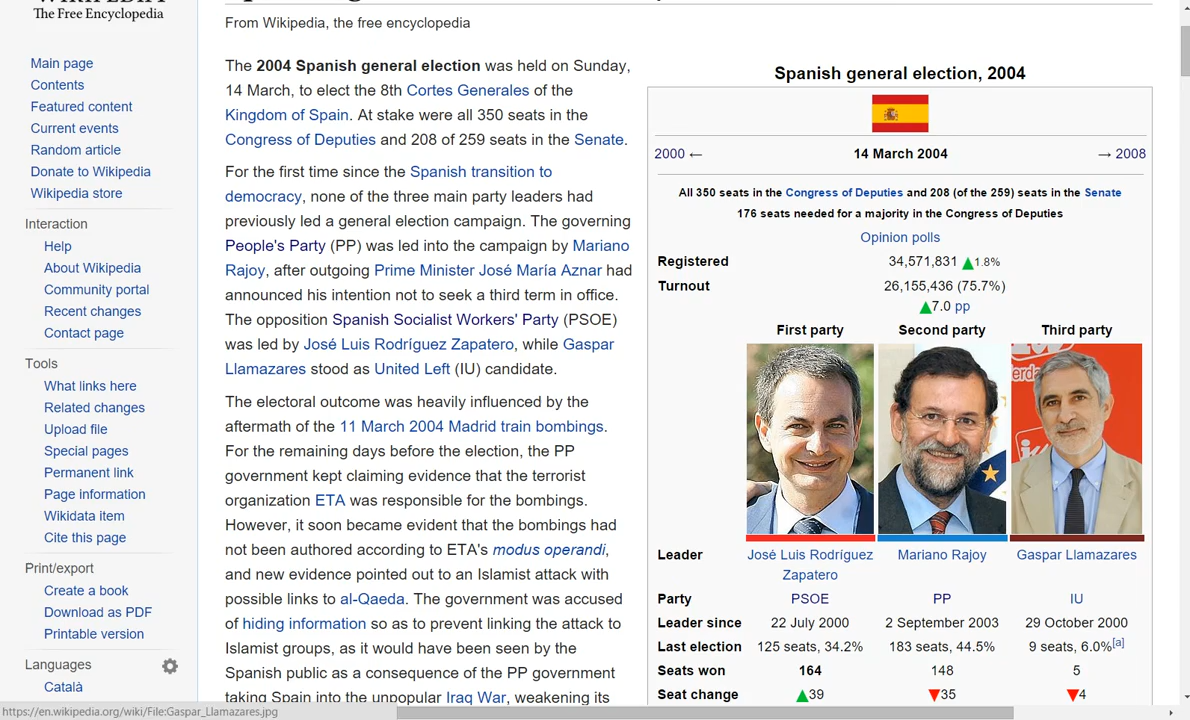 The Free Encyclopedia
Main page
Contents
Featured content
Current events
Random article
Donate to Wikipedia
Wikipedia store
Interaction
Help
About Wikipedia
Community portal
Recent changes
Contact page
Tools
What links here
Related changes
Upload file
Special pages
Permanent link
Page information
Wikidata item
Cite this page
Print/export
Create a book
Download as PDF
Printable version
Languages
Català
https://en.wikipedia.org/wiki/File:Gaspar_Llamazares.jpg
From Wikipedia, the free encyclopedia
The 2004 Spanish general election was held on Sunday,
14 March, to elect the 8th Cortes Generales of the
Kingdom of Spain. At stake were all 350 seats in the
Congress of Deputies and 208 of 259 seats in the Senate.
For the first time since the Spanish transition to
democracy, none of the three main party leaders had
previously led a general election campaign. The governing
People's Party (PP) was led into the campaign by Mariano
Rajoy, after outgoing Prime Minister José María Aznar had
announced his intention not to seek a third term in office.
The opposition Spanish Socialist Workers' Party (PSOE)
was led by José Luis Rodríguez Zapatero, while Gaspar
Llamazares stood as United Left (IU) candidate.
The electoral outcome was heavily influenced by the
aftermath of the 11 March 2004 Madrid train bombings.
For the remaining days before the election, the PP
government kept claiming evidence that the terrorist
organization ETA was responsible for the bombings.
However, it soon became evident that the bombings had
not been authored according to ETA's modus operandi,
and new evidence pointed out to an Islamist attack with
possible links to al-Qaeda. The government was accused
of hiding information so as to prevent linking the attack to
Islamist groups, as it would have been seen by the
Spanish public as a consequence of the PP government
taking Spain into the unpopular Iraq War, weakening its
Spanish general election, 2004
2000 ← 14 March 2004 → 2008
All 350 seats in the Congress of Deputies and 208 (of the 259) seats in the Senate
176 seats needed for a majority in the Congress of Deputies
Opinion polls
Registered 34,571,831 ▲1.8%
Turnout 26,155,436 (75.7%)
▲7.0 pp
First party Second party Third party
Leader José Luis Rodríguez Zapatero Mariano Rajoy Gaspar Llamazares
Party PSOE PP IU
Leader since 22 July 2000 2 September 2003 29 October 2000
Last election 125 seats, 34.2% 183 seats, 44.5% 9 seats, 6.0%[a]
Seats won 164 148 5
Seat change ▲39 ▼35 ▼4